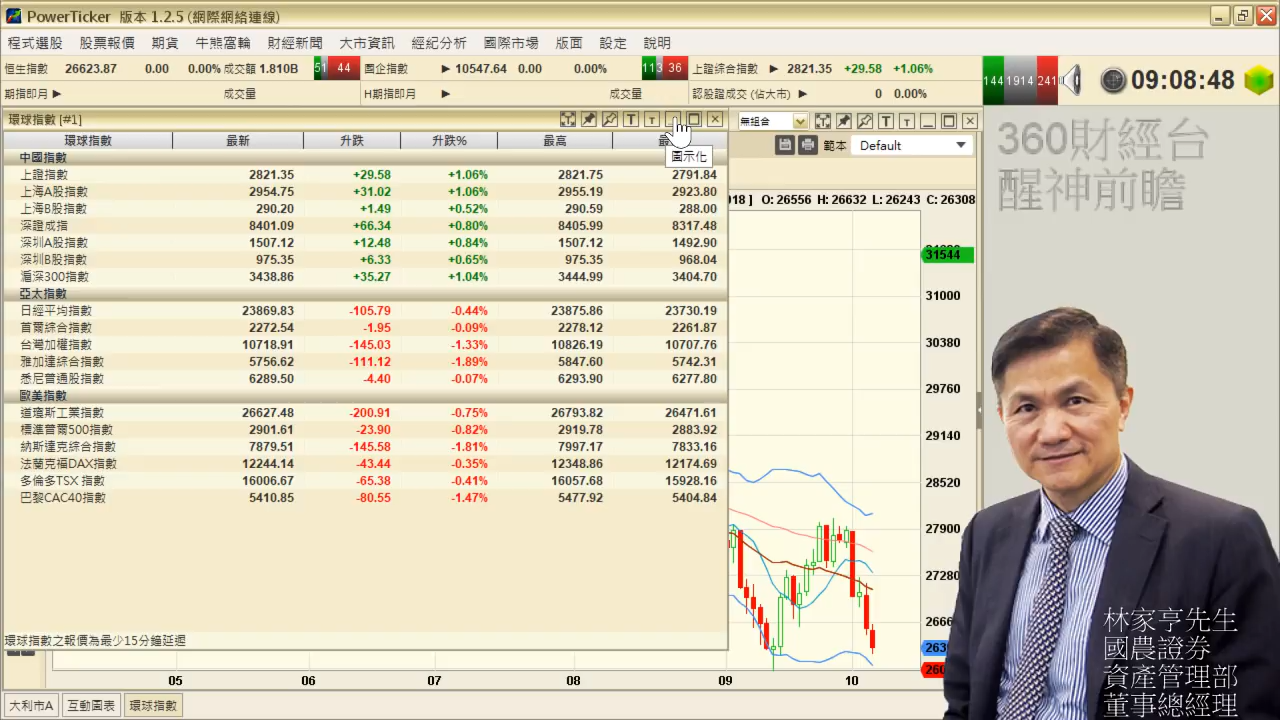 PowerTicker 版本 1.2.5 (網際網絡連線)
程式選股 股票報價 期貨 牛熊窩輪 財經新聞 大市資訊 經紀分析 國際市場 版面 設定 說明
恒生指數 26623.87 0.00 0.00% 成交額 1.810B 51 44 國企指數 ▶ 10547.64 0.00 0.00% 113 36 上證綜合指數 ▶ 2821.35 +29.58 +1.06%
144 1914 241 09:08:48
期指即月 ▶ 成交量 H期指即月 ▶ 成交量 認股證成交 (佔大市) ▶ 0 0.00%
環球指數 [#1] 無組合
環球指數 最新 升跌 升跌% 最高
圖示化
範本 Default
中國指數
上證指數 2821.35 +29.58 +1.06% 2821.75 2791.84
上海A股指數 2954.75 +31.02 +1.06% 2955.19 2923.80
上海B股指數 290.20 +1.49 +0.52% 290.59 288.00
深證成指 8401.09 +66.34 +0.80% 8405.99 8317.48
深圳A股指數 1507.12 +12.48 +0.84% 1507.12 1492.90
深圳B股指數 975.35 +6.33 +0.65% 975.35 968.04
滬深300指數 3438.86 +35.27 +1.04% 3444.99 3404.70
亞太指數
日經平均指數 23869.83 -105.79 -0.44% 23875.86 23730.19
首爾綜合指數 2272.54 -1.95 -0.09% 2278.12 2261.87
台灣加權指數 10718.91 -145.03 -1.33% 10826.19 10707.76
雅加達綜合指數 5756.62 -111.12 -1.89% 5847.60 5742.31
悉尼普通股指數 6289.50 -4.40 -0.07% 6293.90 6277.80
歐美指數
道瓊斯工業指數 26627.48 -200.91 -0.75% 26793.82 26471.61
標準普爾500指數 2901.61 -23.90 -0.82% 2919.78 2883.92
納斯達克綜合指數 7879.51 -145.58 -1.81% 7997.17 7833.16
法蘭克福DAX指數 12244.14 -43.44 -0.35% 12348.86 12174.69
多倫多TSX 指數 16006.67 -65.38 -0.41% 16057.68 15928.16
巴黎CAC40指數 5410.85 -80.55 -1.47% 5477.92 5404.84
環球指數之報價為最少15分鐘延遲
018 ] O: 26556 H: 26632 L: 26243 C: 26308
31544
31000
30380
29760
29140
28520
27900
27280
05 06 07 08 09 10
大利市A 互動圖表 環球指數
360財經台
醒神前瞻
林家亨先生
國農證券
資產管理部
董事總經理